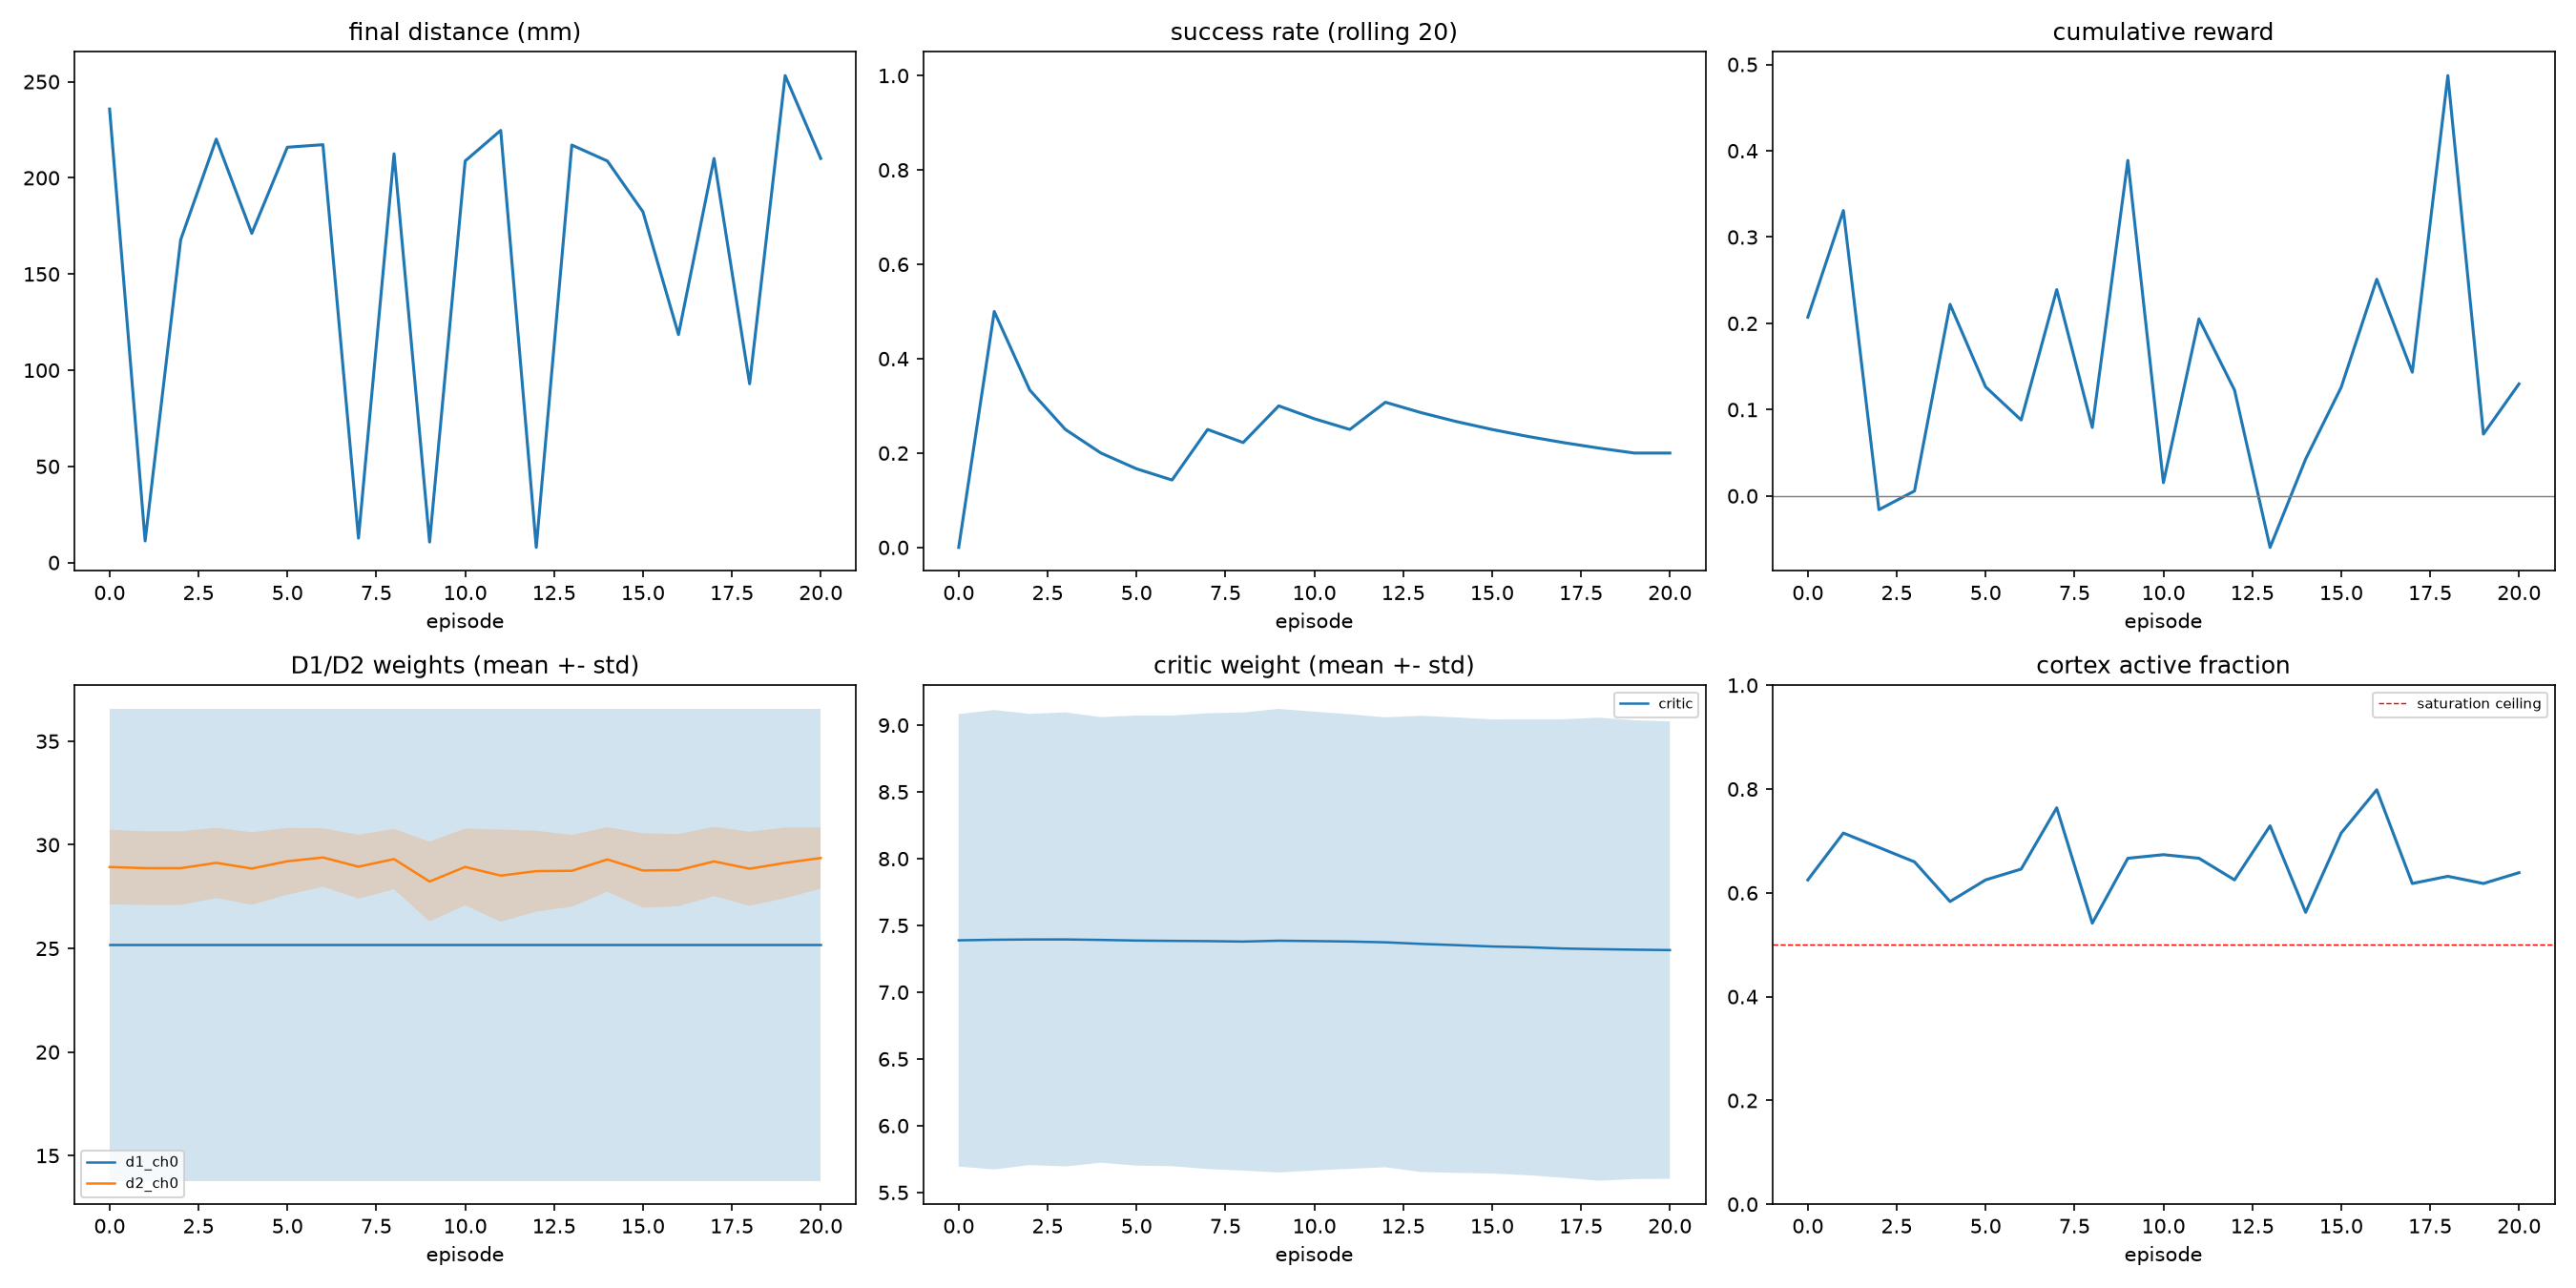 final distance (mm)
250
200
150
100
50
0
0.0 2.5 5.0 7.5 10.0 12.5 15.0 17.5 20.0
episode
success rate (rolling 20)
1.0
0.8
0.6
0.4
0.2
0.0
0.0 2.5 5.0 7.5 10.0 12.5 15.0 17.5 20.0
episode
cumulative reward
0.5
0.4
0.3
0.2
0.1
0.0
0.0 2.5 5.0 7.5 10.0 12.5 15.0 17.5 20.0
episode
D1/D2 weights (mean +- std)
35
30
25
20
15
d1_ch0
d2_ch0
0.0 2.5 5.0 7.5 10.0 12.5 15.0 17.5 20.0
episode
critic weight (mean +- std)
critic
9.0
8.5
8.0
7.5
7.0
6.5
6.0
5.5
0.0 2.5 5.0 7.5 10.0 12.5 15.0 17.5 20.0
episode
cortex active fraction
saturation ceiling
1.0
0.8
0.6
0.4
0.2
0.0
0.0 2.5 5.0 7.5 10.0 12.5 15.0 17.5 20.0
episode